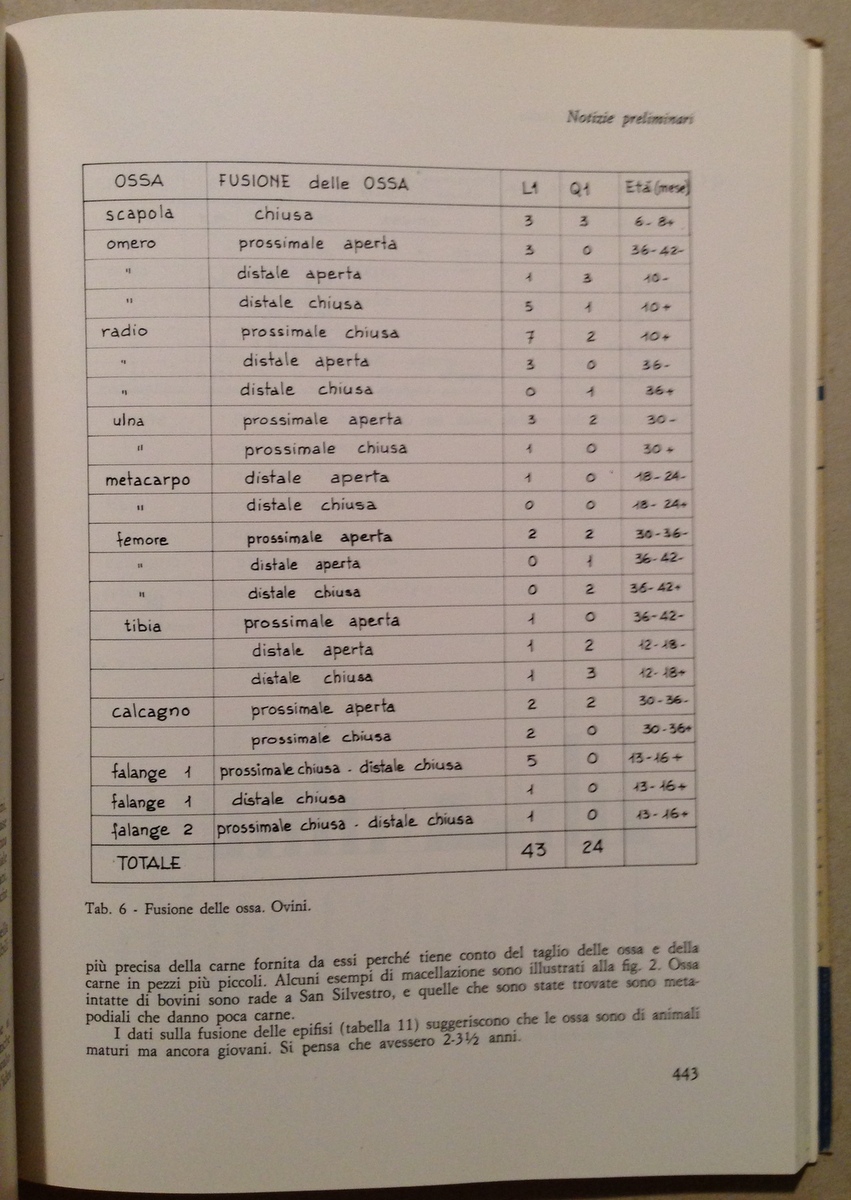 Notizie preliminari
OSSA FUSIONE delle OSSA L1 Q1 Età (mese)
scapola chiusa 3 3 6-8+
omero prossimale aperta 3 0 36-42-
" distale aperta 1 3 10-
" distale chiusa 5 1 10+
radio prossimale chiusa 7 2 10+
" distale aperta 3 0 36-
" distale chiusa 0 1 36+
ulna prossimale aperta 3 2 30-
" prossimale chiusa 1 0 30+
metacarpo distale aperta 1 0 18-24-
" distale chiusa 0 0 18-24+
femore prossimale aperta 2 2 30-36-
" distale aperta 0 1 36-42-
" distale chiusa 0 2 36-42+
tibia prossimale aperta 1 0 36-42-
distale aperta 1 2 12-18-
distale chiusa 1 3 12-18+
calcagno prossimale aperta 2 2 30-36-
prossimale chiusa 2 0 30-36+
falange 1 prossimale chiusa - distale chiusa 5 0 13-16+
falange 1 distale chiusa 1 0 13-16+
falange 2 prossimale chiusa - distale chiusa 1 0 13-16+
TOTALE 43 24
Tab. 6 - Fusione delle ossa. Ovini.
più precisa della carne fornita da essi perché tiene conto del taglio delle ossa e della
carne in pezzi più piccoli. Alcuni esempi di macellazione sono illustrati alla fig. 2. Ossa
intatte di bovini sono rade a San Silvestro, e quelle che sono state trovate sono meta-
podiali che danno poca carne.
I dati sulla fusione delle epifisi (tabella 11) suggeriscono che le ossa sono di animali
maturi ma ancora giovani. Si pensa che avessero 2-3½ anni.
443